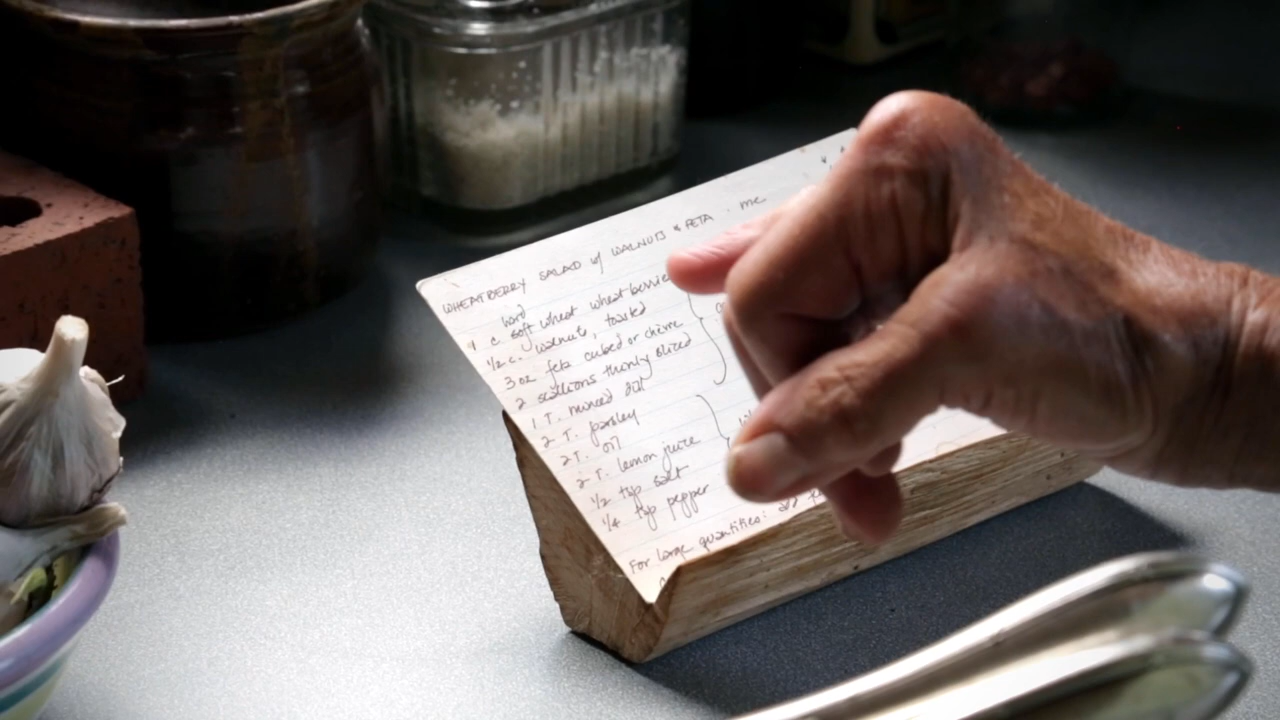 WHEATBERRY SALAD w/ WALNUTS & FETA · me
hard
1 c. soft wheat wheat berries
1/2 c. walnuts, toasted
3 oz feta cubed or chèvre
2 scallions thinly sliced
1 T. minced dill
2 T. parsley
2 T. oil
2 T. lemon juice
1/2 tsp salt
1/4 tsp pepper
For large quantities: